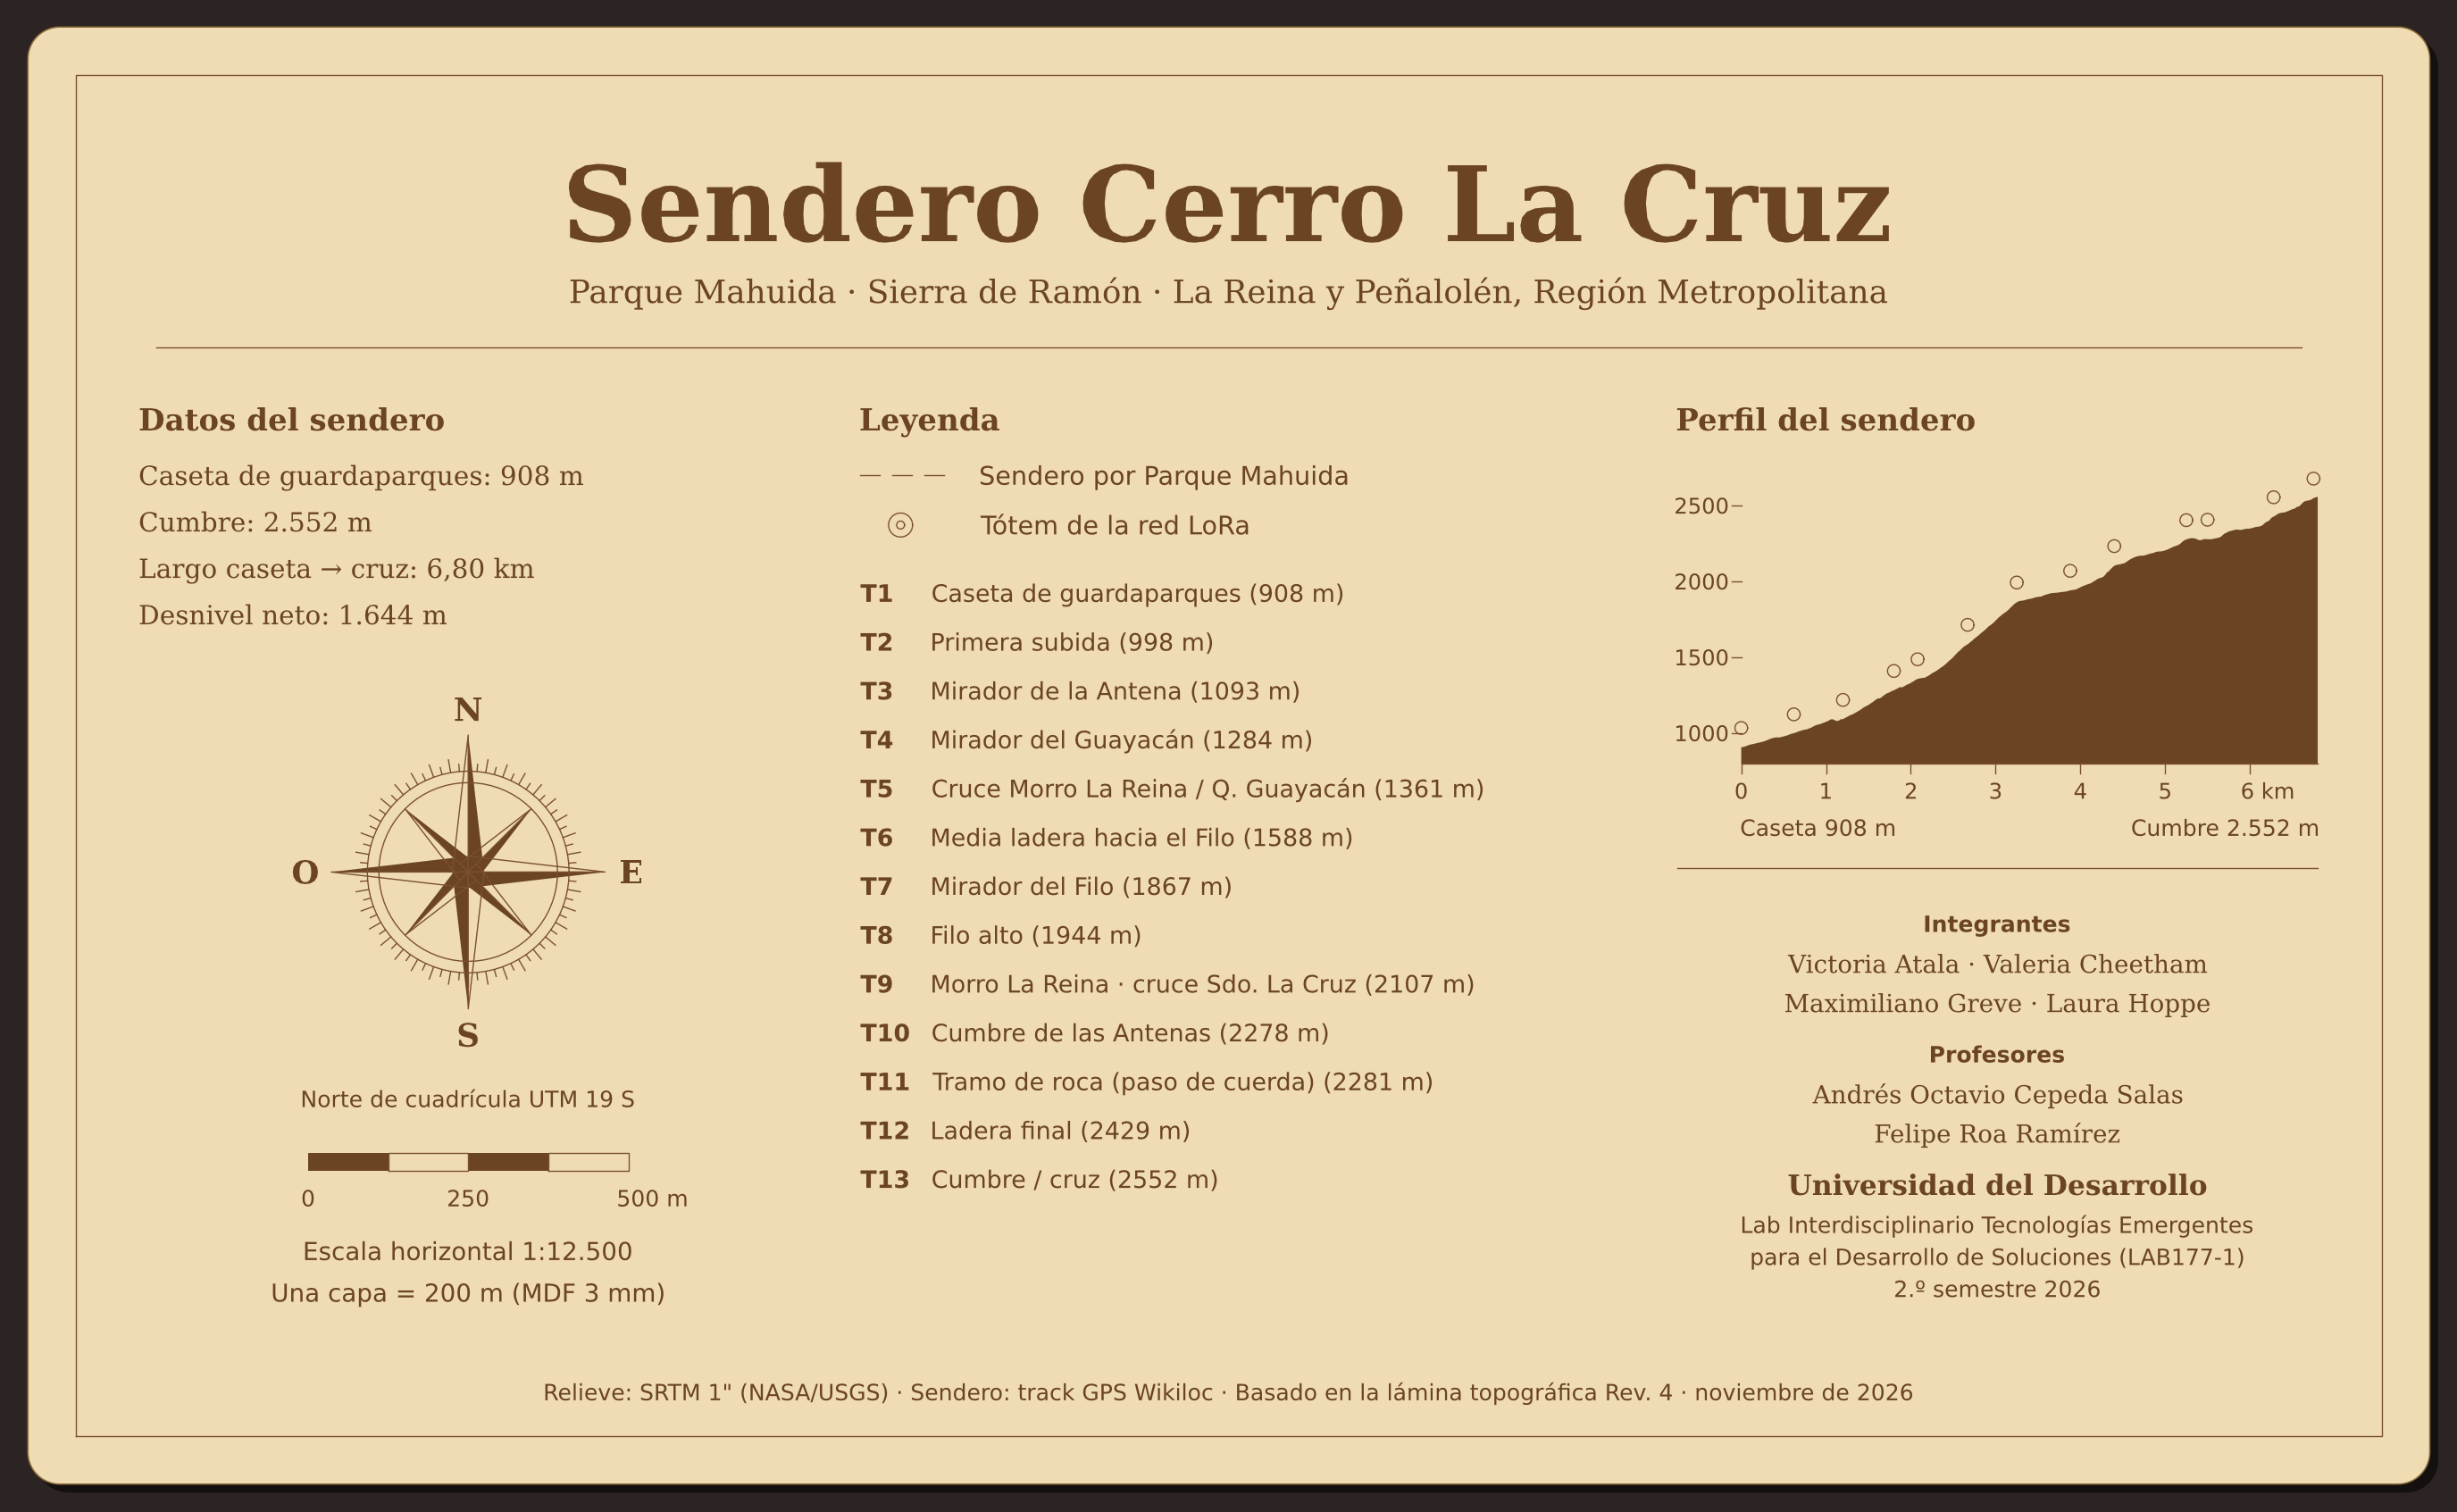 Sendero Cerro La Cruz
Parque Mahuida · Sierra de Ramón · La Reina y Peñalolén, Región Metropolitana
Datos del sendero
Caseta de guardaparques: 908 m
Cumbre: 2.552 m
Largo caseta → cruz: 6,80 km
Desnivel neto: 1.644 m
N
O
E
S
Norte de cuadrícula UTM 19 S
0 250 500 m
Escala horizontal 1:12.500
Una capa = 200 m (MDF 3 mm)
Leyenda
Sendero por Parque Mahuida
Tótem de la red LoRa
T1 Caseta de guardaparques (908 m)
T2 Primera subida (998 m)
T3 Mirador de la Antena (1093 m)
T4 Mirador del Guayacán (1284 m)
T5 Cruce Morro La Reina / Q. Guayacán (1361 m)
T6 Media ladera hacia el Filo (1588 m)
T7 Mirador del Filo (1867 m)
T8 Filo alto (1944 m)
T9 Morro La Reina · cruce Sdo. La Cruz (2107 m)
T10 Cumbre de las Antenas (2278 m)
T11 Tramo de roca (paso de cuerda) (2281 m)
T12 Ladera final (2429 m)
T13 Cumbre / cruz (2552 m)
Perfil del sendero
2500
2000
1500
1000
0 1 2 3 4 5 6 km
Caseta 908 m Cumbre 2.552 m
Integrantes
Victoria Atala · Valeria Cheetham
Maximiliano Greve · Laura Hoppe
Profesores
Andrés Octavio Cepeda Salas
Felipe Roa Ramírez
Universidad del Desarrollo
Lab Interdisciplinario Tecnologías Emergentes
para el Desarrollo de Soluciones (LAB177-1)
2.º semestre 2026
Relieve: SRTM 1" (NASA/USGS) · Sendero: track GPS Wikiloc · Basado en la lámina topográfica Rev. 4 · noviembre de 2026